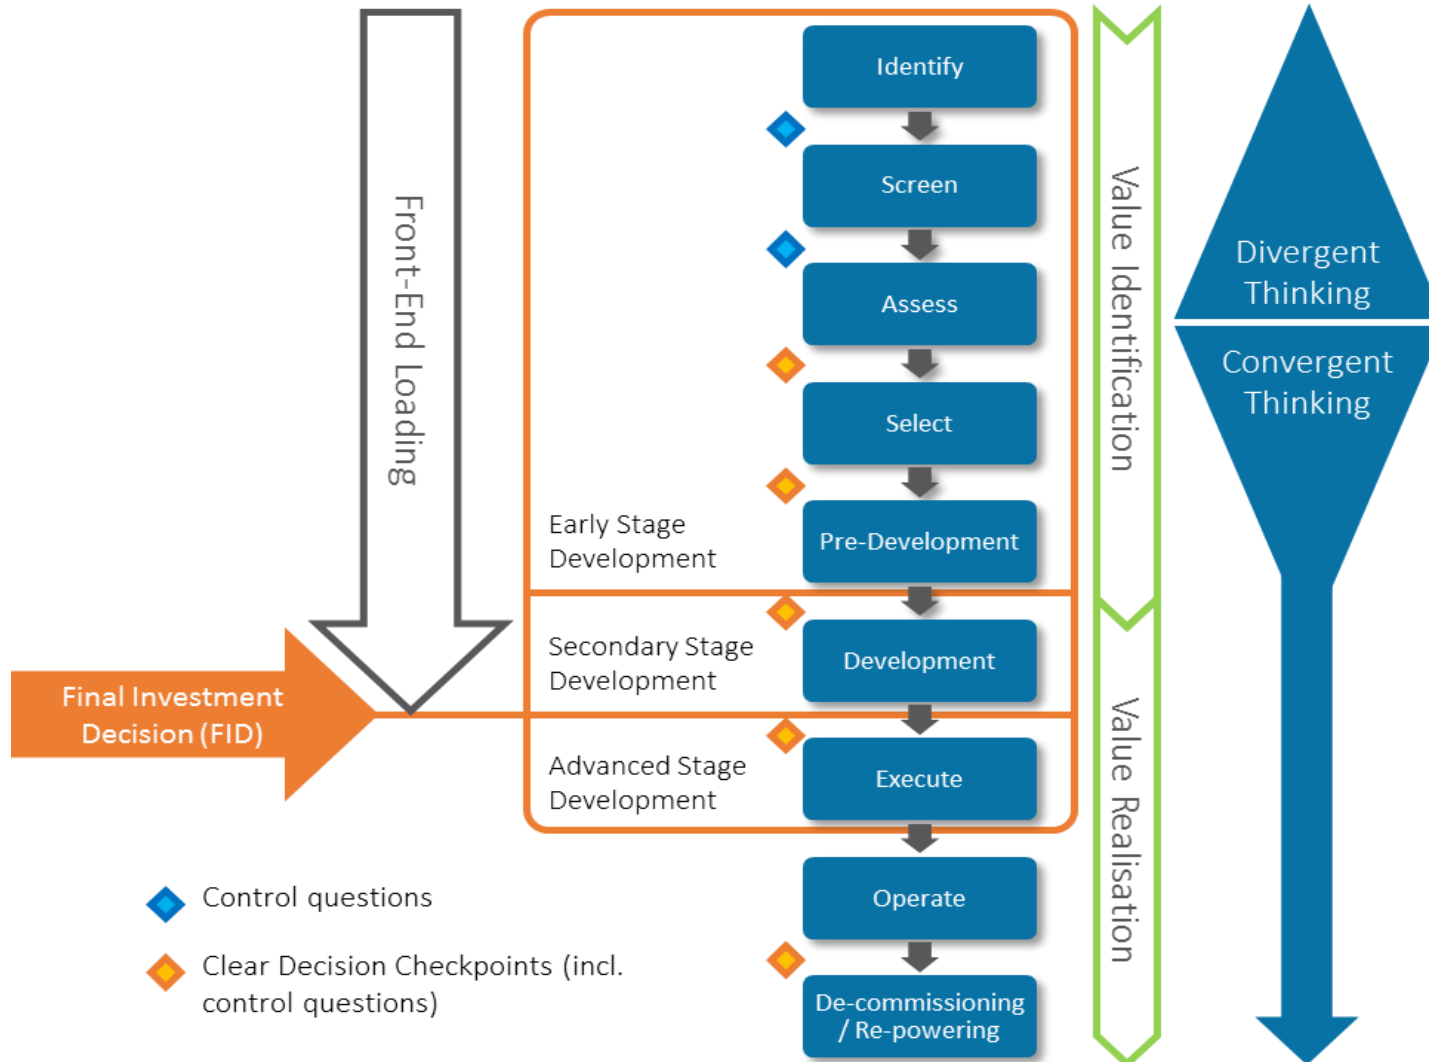 Identify
Screen
Assess
Select
Pre-Development
Development
Execute
Operate
De-commissioning
/ Re-powering
Early Stage
Development
Secondary Stage
Development
Advanced Stage
Development
Front-End Loading
Final Investment
Decision (FID)
Control questions
Clear Decision Checkpoints (incl.
control questions)
Value Identification
Value Realisation
Divergent
Thinking
Convergent
Thinking